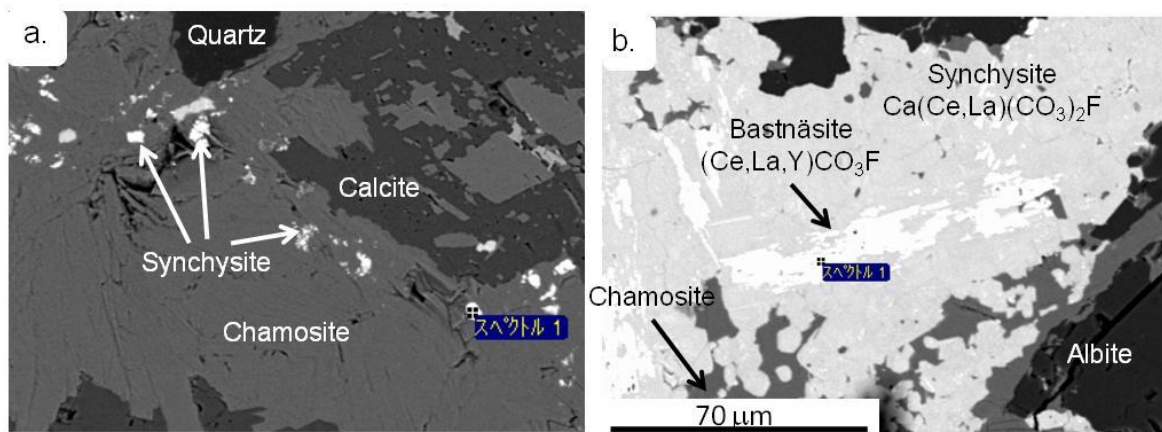 a.
Quartz
Calcite
Synchysite
Chamosite
スペクトル 1
b.
Synchysite
Ca(Ce,La)(CO₃)₂F
Bastnäsite
(Ce,La,Y)CO₃F
スペクトル 1
Chamosite
Albite
70 μm